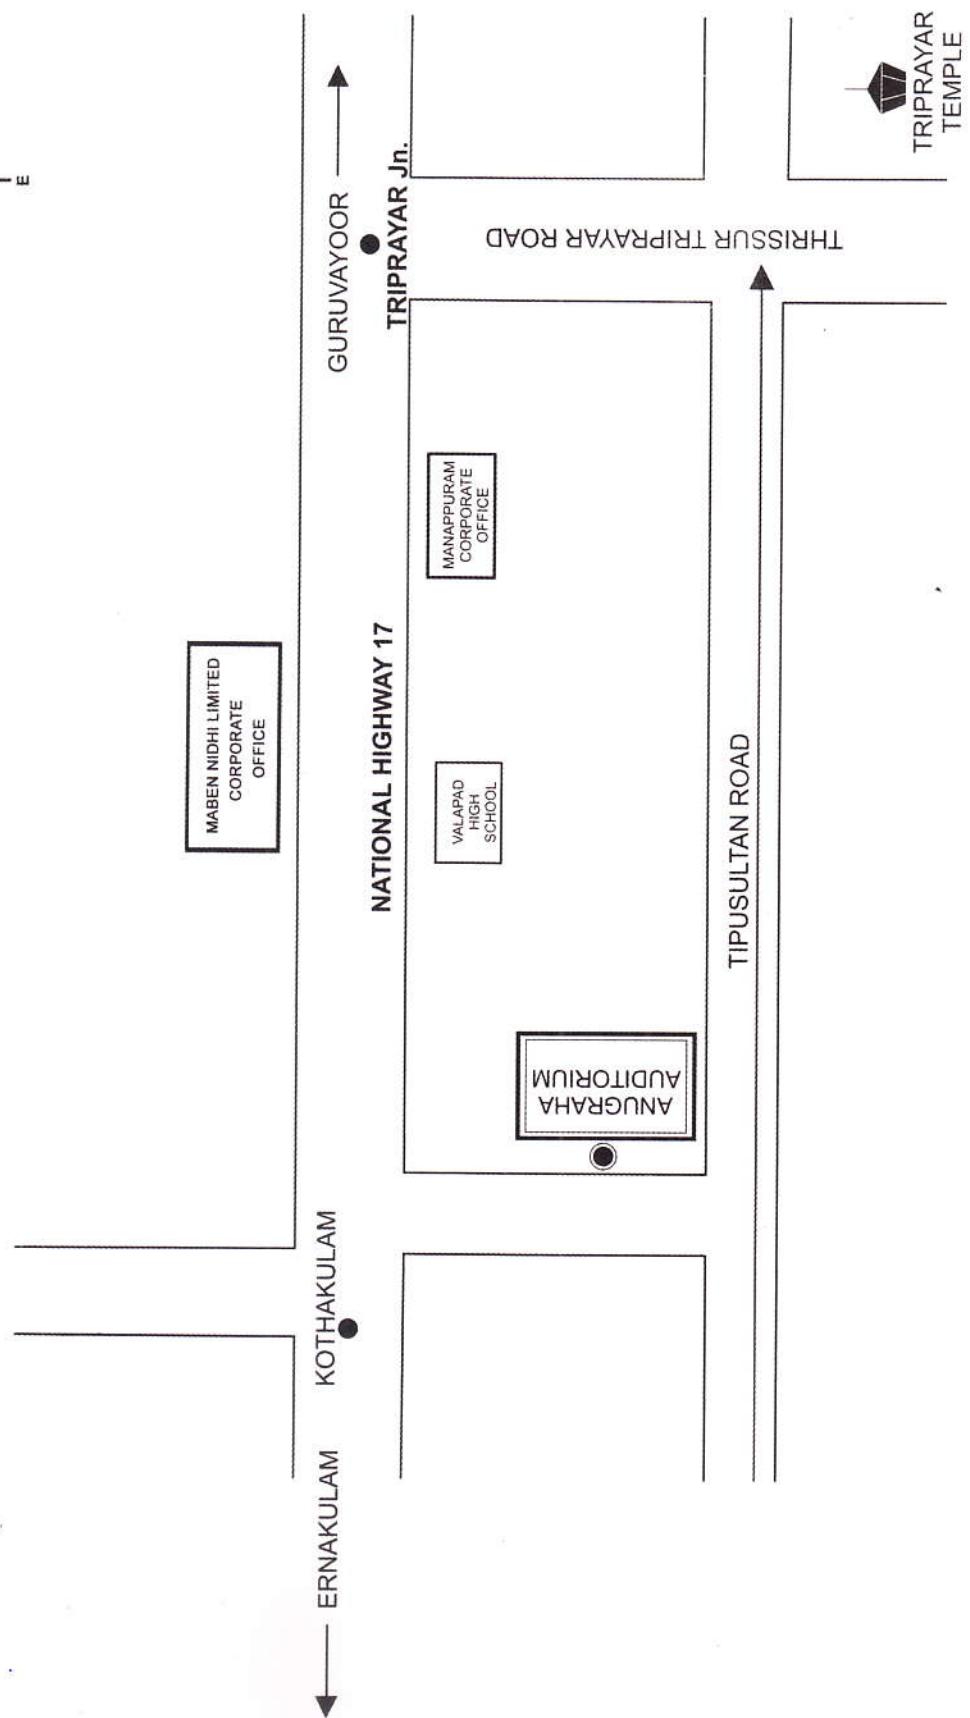 E
MABEN NIDHI LIMITED
CORPORATE
OFFICE
ERNAKULAM
KOTHAKULAM
GURUVAYOOR
NATIONAL HIGHWAY 17
TRIPRAYAR Jn.
VALAPAD
HIGH
SCHOOL
MANAPPURAM
CORPORATE
OFFICE
ANUGRAHA
AUDITORIUM
THRISSUR TRIPRAYAR ROAD
TIPUSULTAN ROAD
TRIPRAYAR
TEMPLE